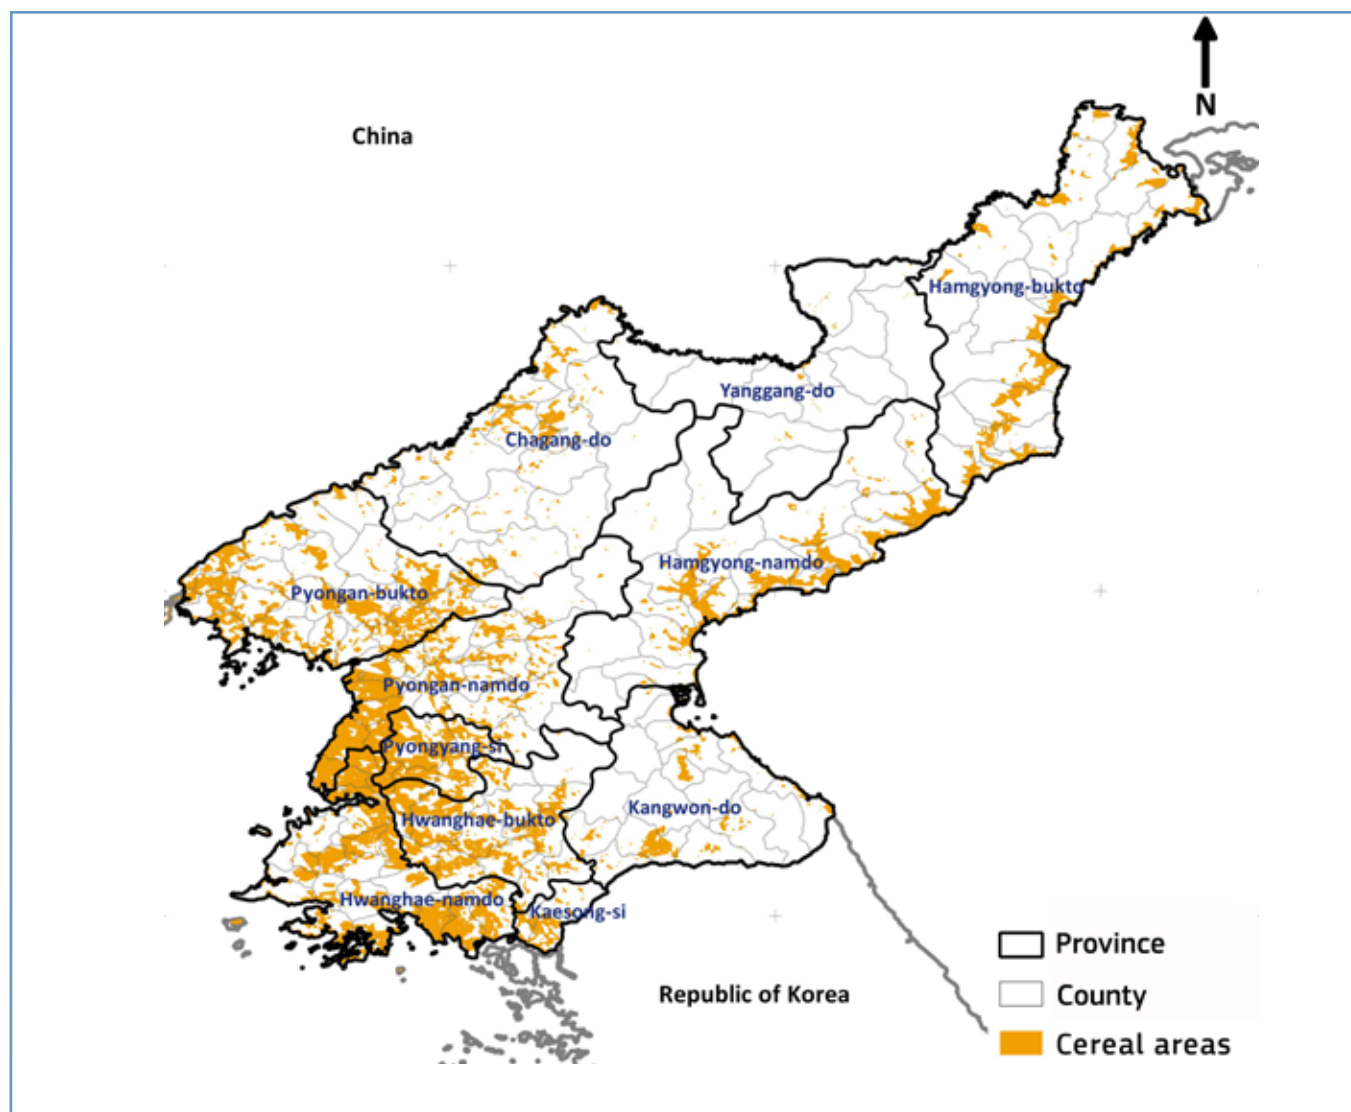 N
China
Hamgyong-bukto
Yanggang-do
Chagang-do
Hamgyong-namdo
Pyongan-bukto
Pyongan-namdo
Pyongyang-si
Kangwon-do
Hwanghae-bukto
Hwanghae-namdo
Kaesong-si
Republic of Korea
Province
County
Cereal areas